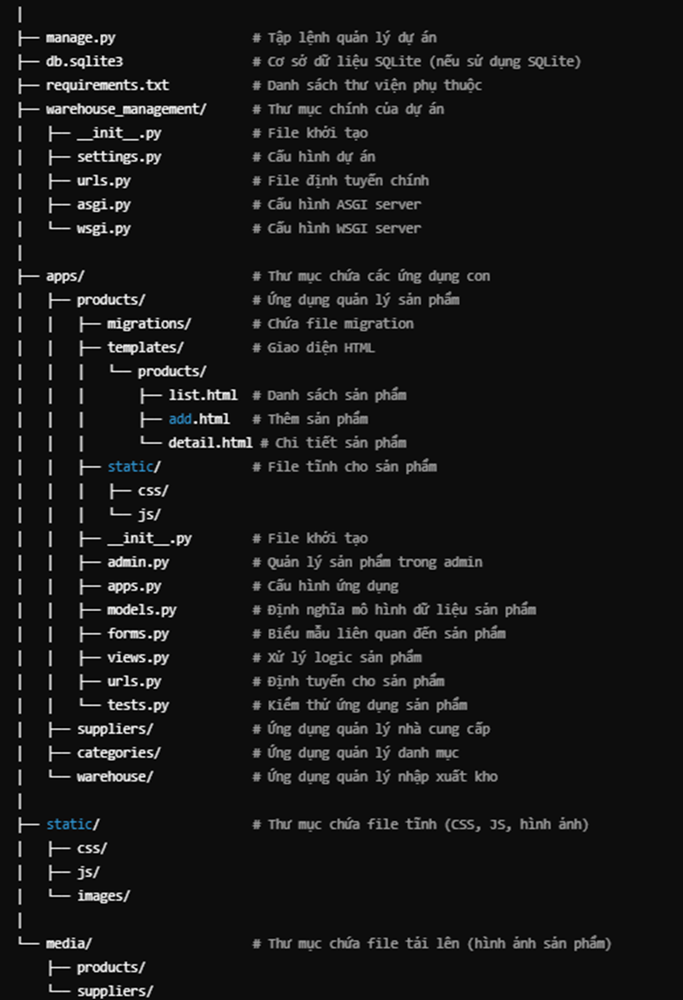 │
├── manage.py # Tập lệnh quản lý dự án
├── db.sqlite3 # Cơ sở dữ liệu SQLite (nếu sử dụng SQLite)
├── requirements.txt # Danh sách thư viện phụ thuộc
├── warehouse_management/ # Thư mục chính của dự án
│   ├── __init__.py # File khởi tạo
│   ├── settings.py # Cấu hình dự án
│   ├── urls.py # File định tuyến chính
│   ├── asgi.py # Cấu hình ASGI server
│   └── wsgi.py # Cấu hình WSGI server
│
├── apps/ # Thư mục chứa các ứng dụng con
│   ├── products/ # Ứng dụng quản lý sản phẩm
│   │   ├── migrations/ # Chứa file migration
│   │   ├── templates/ # Giao diện HTML
│   │   │   └── products/
│   │   │       ├── list.html # Danh sách sản phẩm
│   │   │       ├── add.html # Thêm sản phẩm
│   │   │       └── detail.html # Chi tiết sản phẩm
│   │   ├── static/ # File tĩnh cho sản phẩm
│   │   │   ├── css/
│   │   │   └── js/
│   │   ├── __init__.py # File khởi tạo
│   │   ├── admin.py # Quản lý sản phẩm trong admin
│   │   ├── apps.py # Cấu hình ứng dụng
│   │   ├── models.py # Định nghĩa mô hình dữ liệu sản phẩm
│   │   ├── forms.py # Biểu mẫu liên quan đến sản phẩm
│   │   ├── views.py # Xử lý logic sản phẩm
│   │   ├── urls.py # Định tuyến cho sản phẩm
│   │   └── tests.py # Kiểm thử ứng dụng sản phẩm
│   ├── suppliers/ # Ứng dụng quản lý nhà cung cấp
│   ├── categories/ # Ứng dụng quản lý danh mục
│   └── warehouse/ # Ứng dụng quản lý nhập xuất kho
│
├── static/ # Thư mục chứa file tĩnh (CSS, JS, hình ảnh)
│   ├── css/
│   ├── js/
│   └── images/
│
└── media/ # Thư mục chứa file tải lên (hình ảnh sản phẩm)
    ├── products/
    └── suppliers/